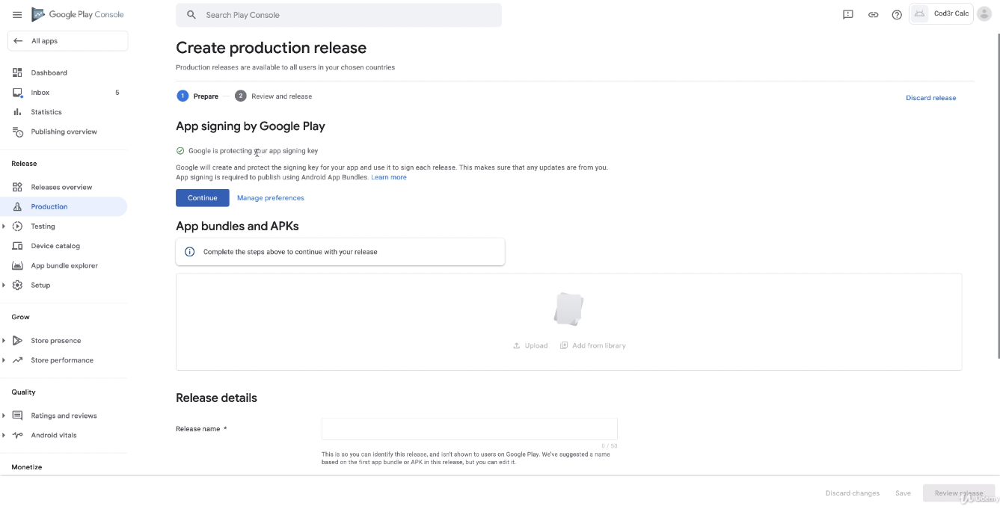 Google Play Console
Search Play Console
Cod3r Calc
All apps
Dashboard
Inbox 5
Statistics
Publishing overview
Release
Releases overview
Production
Testing
Device catalog
App bundle explorer
Setup
Grow
Store presence
Store performance
Quality
Ratings and reviews
Android vitals
Monetize
Create production release
Production releases are available to all users in your chosen countries
1 Prepare — 2 Review and release
Discard release
App signing by Google Play
Google is protecting your app signing key
Google will create and protect the signing key for your app and use it to sign each release. This makes sure that any updates are from you.
App signing is required to publish using Android App Bundles. Learn more
Continue Manage preferences
App bundles and APKs
Complete the steps above to continue with your release
Upload Add from library
Release details
Release name *
0 / 50
This is so you can identify this release, and isn't shown to users on Google Play. We've suggested a name
based on the first app bundle or APK in this release, but you can edit it.
Discard changes Save Review release
Udemy